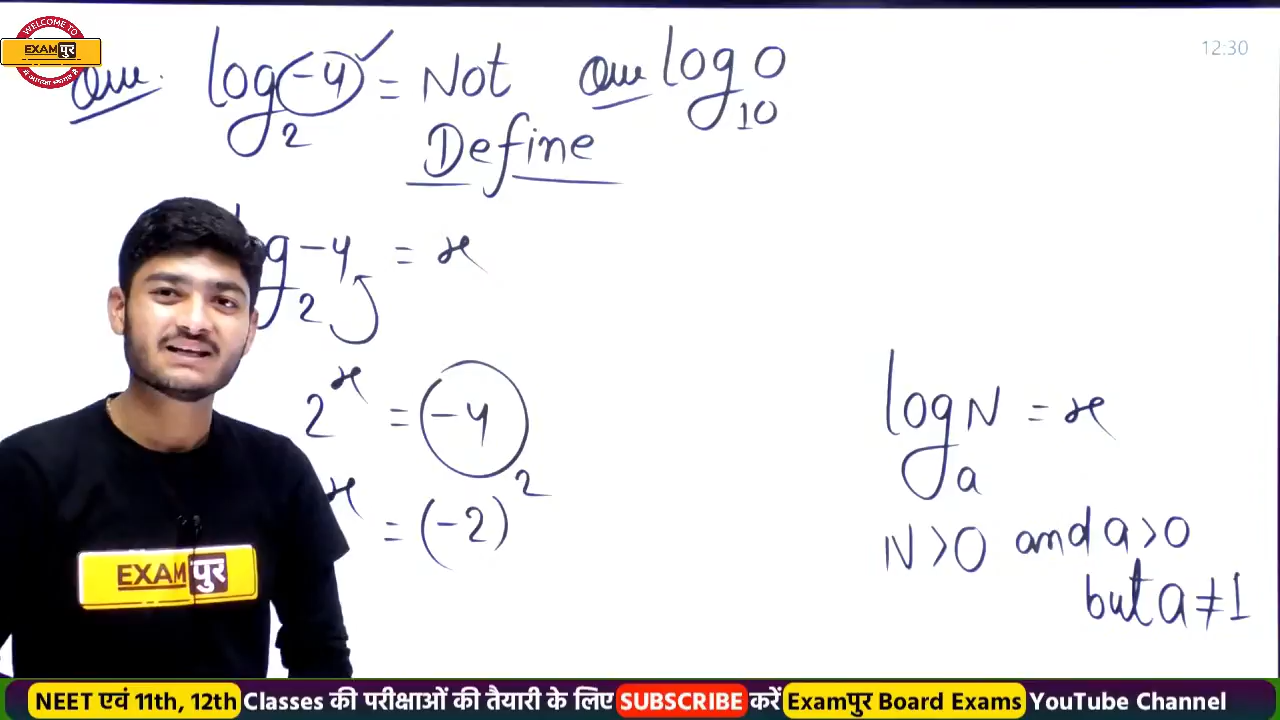 WELCOME TO
EXAMपुर
12:30
Que. log₂ -4 = Not Define
Que log₁₀ 0
g₂ -4 = x
2ˣ = -4
ˣ = (-2)²
logₐ N = x
N > 0 and a > 0
but a ≠ 1
EXAMपुर
NEET एवं 11th, 12th Classes की परीक्षाओं की तैयारी के लिए SUBSCRIBE करें Examपुर Board Exams YouTube Channel